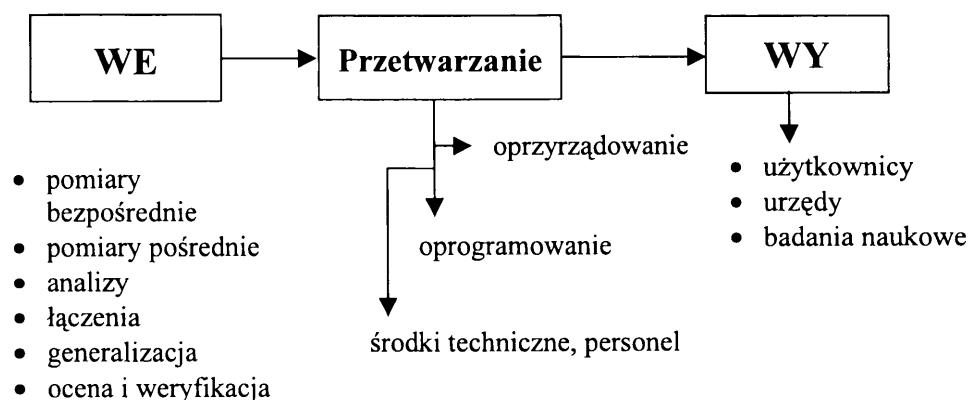 WE
Przetwarzanie
WY
• pomiary
bezpośrednie
• pomiary pośrednie
• analizy
• łączenia
• generalizacja
• ocena i weryfikacja
oprzyrządowanie
oprogramowanie
środki techniczne, personel
• użytkownicy
• urzędy
• badania naukowe